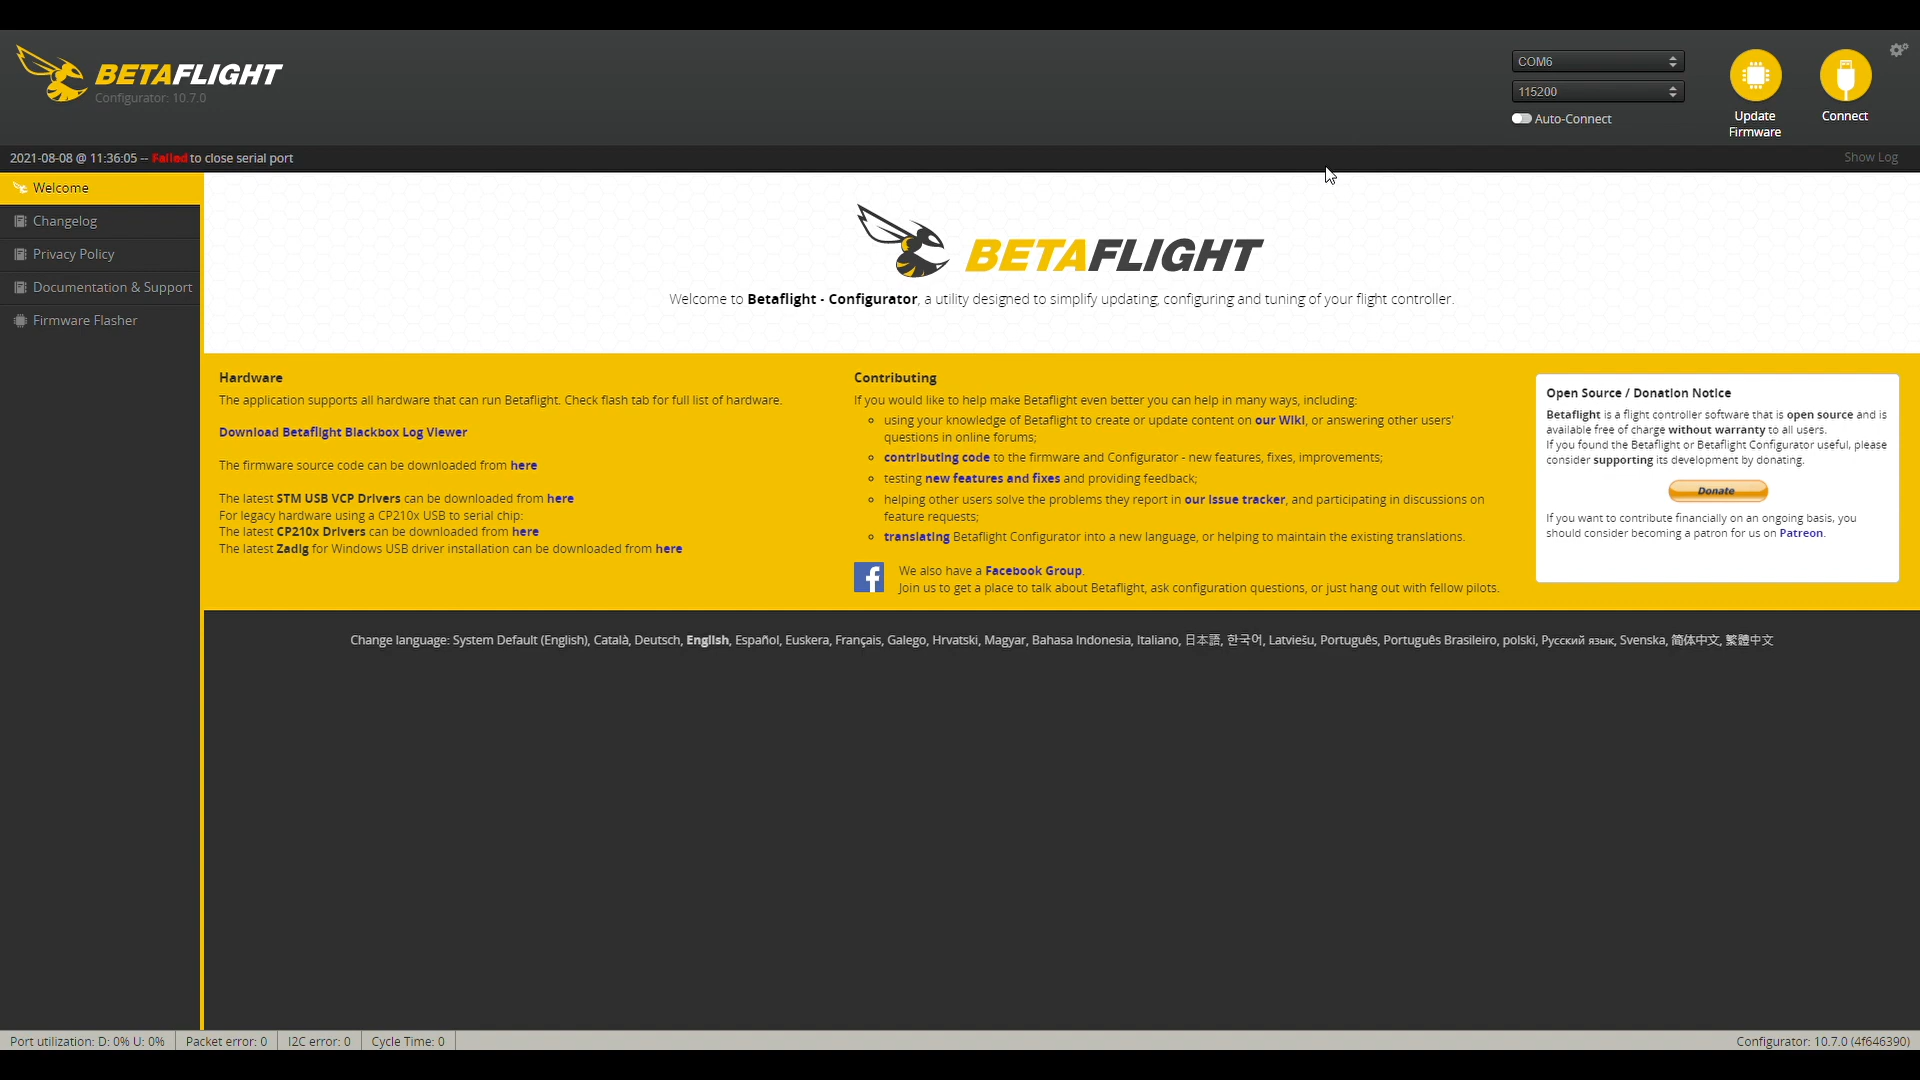 BETAFLIGHT
Configurator: 10.7.0
COM6
115200
Auto-Connect
Update
Firmware
Connect
2021-08-08 @ 11:36:05 -- Failed to close serial port
Show Log
Welcome
Changelog
Privacy Policy
Documentation & Support
Firmware Flasher
BETAFLIGHT
Welcome to Betaflight - Configurator, a utility designed to simplify updating, configuring and tuning of your flight controller.
Hardware
The application supports all hardware that can run Betaflight. Check flash tab for full list of hardware.
Download Betaflight Blackbox Log Viewer
The firmware source code can be downloaded from here
The latest STM USB VCP Drivers can be downloaded from here
For legacy hardware using a CP210x USB to serial chip:
The latest CP210x Drivers can be downloaded from here
The latest Zadig for Windows USB driver installation can be downloaded from here
Contributing
If you would like to help make Betaflight even better you can help in many ways, including:
using your knowledge of Betaflight to create or update content on our Wiki, or answering other users'
questions in online forums;
contributing code to the firmware and Configurator - new features, fixes, improvements;
testing new features and fixes and providing feedback;
helping other users solve the problems they report in our issue tracker, and participating in discussions on
feature requests;
translating Betaflight Configurator into a new language, or helping to maintain the existing translations.
We also have a Facebook Group.
Join us to get a place to talk about Betaflight, ask configuration questions, or just hang out with fellow pilots.
Open Source / Donation Notice
Betaflight is a flight controller software that is open source and is
available free of charge without warranty to all users.
If you found the Betaflight or Betaflight Configurator useful, please
consider supporting its development by donating.
Donate
If you want to contribute financially on an ongoing basis, you
should consider becoming a patron for us on Patreon.
Change language: System Default (English), Català, Deutsch, English, Español, Euskera, Français, Galego, Hrvatski, Magyar, Bahasa Indonesia, Italiano, 日本語, 한국어, Latviešu, Português, Português Brasileiro, polski, Русский язык, Svenska, 简体中文, 繁體中文
Port utilization: D: 0% U: 0%
Packet error: 0
I2C error: 0
Cycle Time: 0
Configurator: 10.7.0 (4f646390)